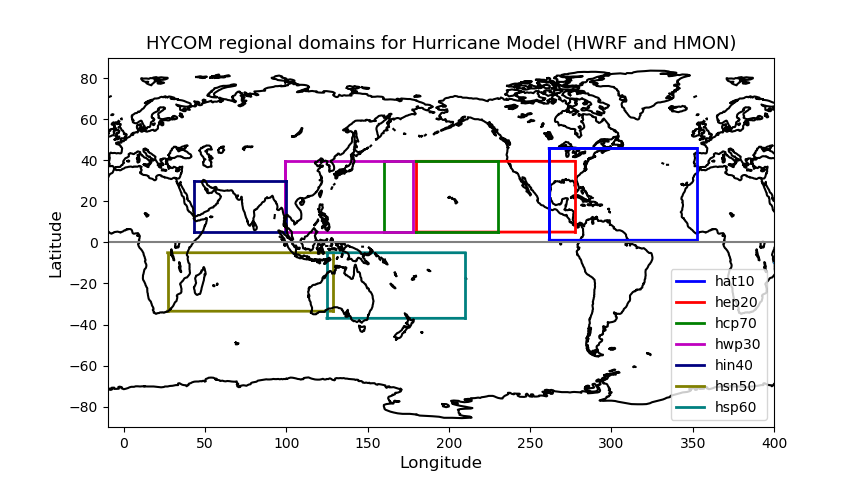 HYCOM regional domains for Hurricane Model (HWRF and HMON)
80
60
40
20
0
−20
−40
−60
−80
Latitude
0 50 100 150 200 250 300 350 400
Longitude
hat10
hep20
hcp70
hwp30
hin40
hsn50
hsp60